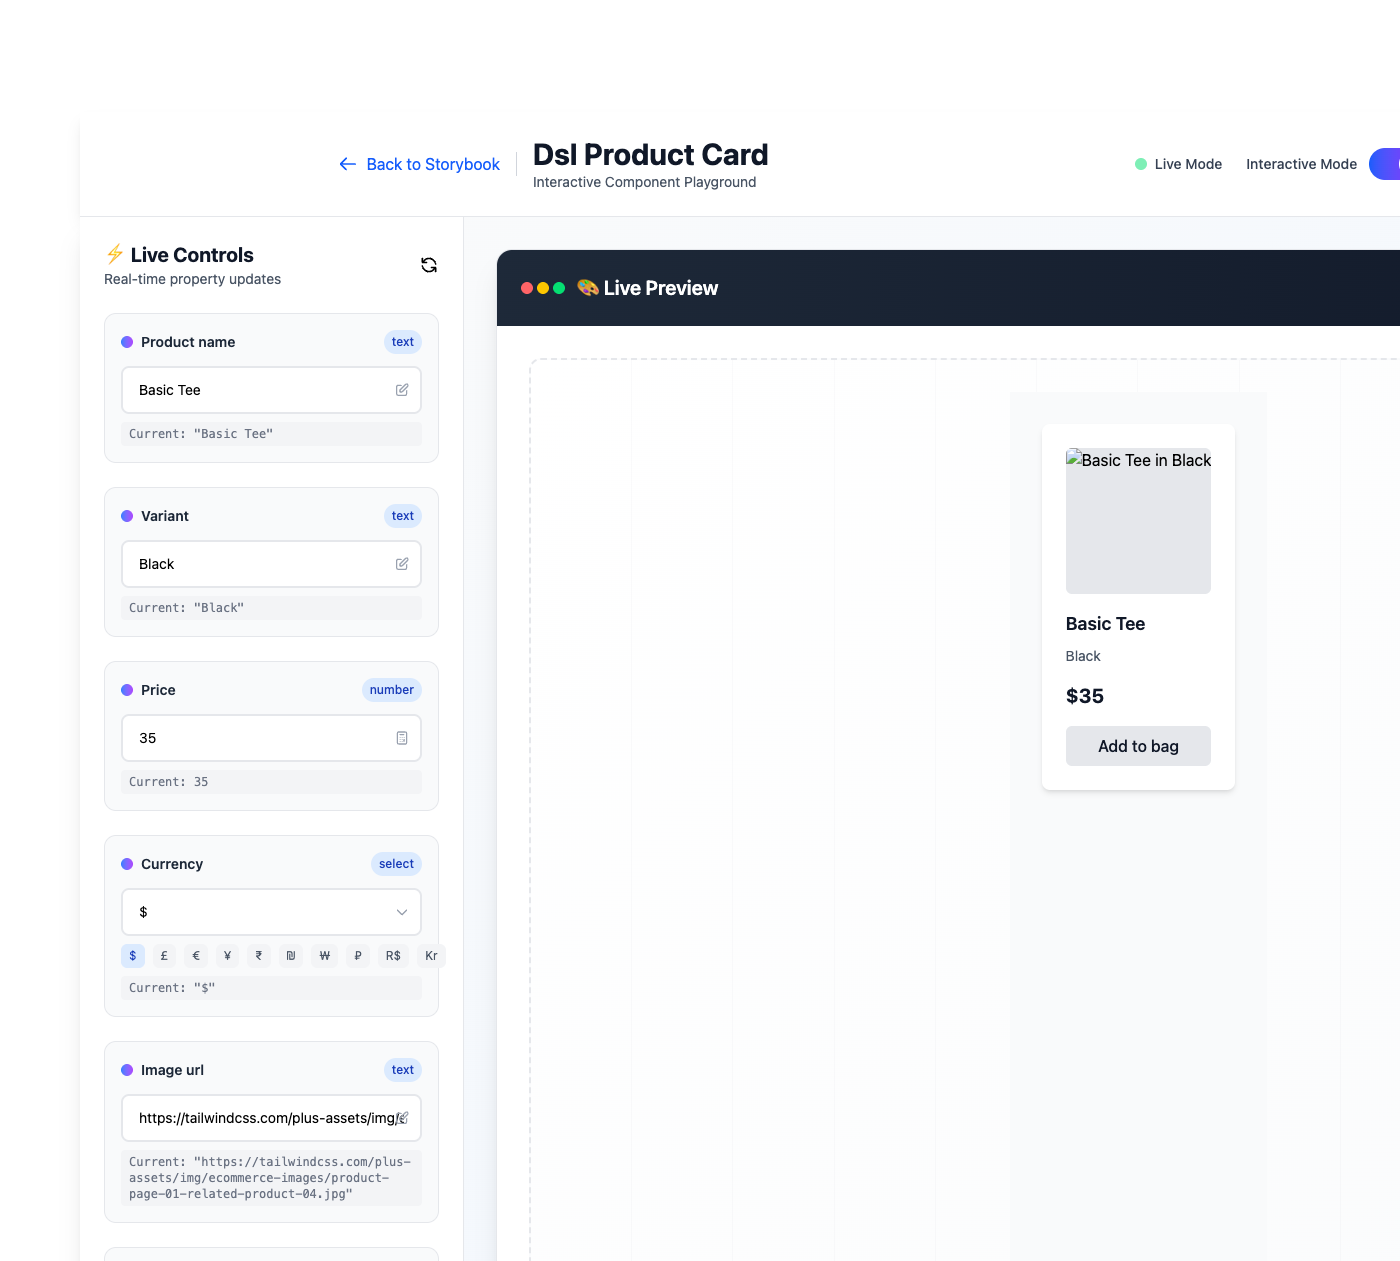 Back to Storybook
Dsl Product Card
Interactive Component Playground
Live Mode
Interactive Mode
⚡ Live Controls
Real-time property updates
Product name
text
Basic Tee
Current: "Basic Tee"
Variant
text
Black
Current: "Black"
Price
number
35
Current: 35
Currency
select
$
$ £ € ¥ ₹ ₪ ₩ ₽ R$ Kr
Current: "$"
Image url
text
https://tailwindcss.com/plus-assets/img/
Current: "https://tailwindcss.com/plus-
assets/img/ecommerce-images/product-
page-01-related-product-04.jpg"
🎨 Live Preview
Basic Tee in Black
Basic Tee
Black
$35
Add to bag